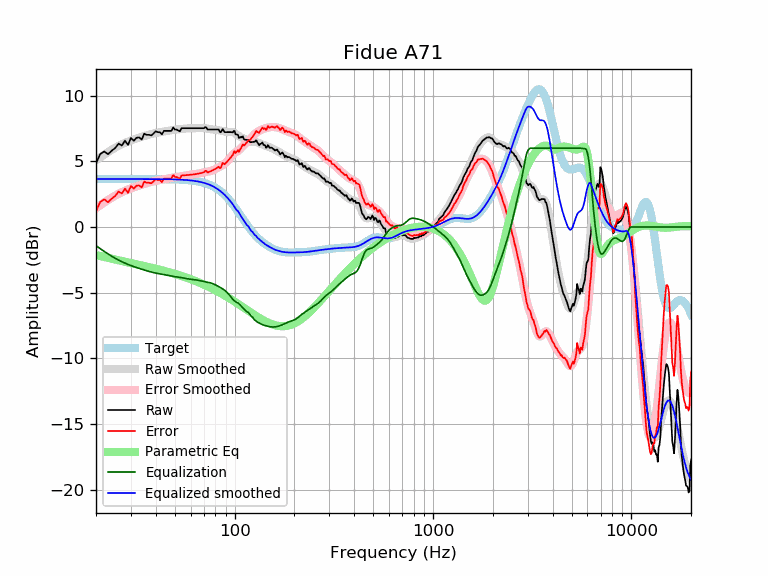 Fidue A71
10
5
0
−5
−10
−15
−20
Amplitude (dBr)
Target
Raw Smoothed
Error Smoothed
Raw
Error
Parametric Eq
Equalization
Equalized smoothed
100
1000
10000
Frequency (Hz)